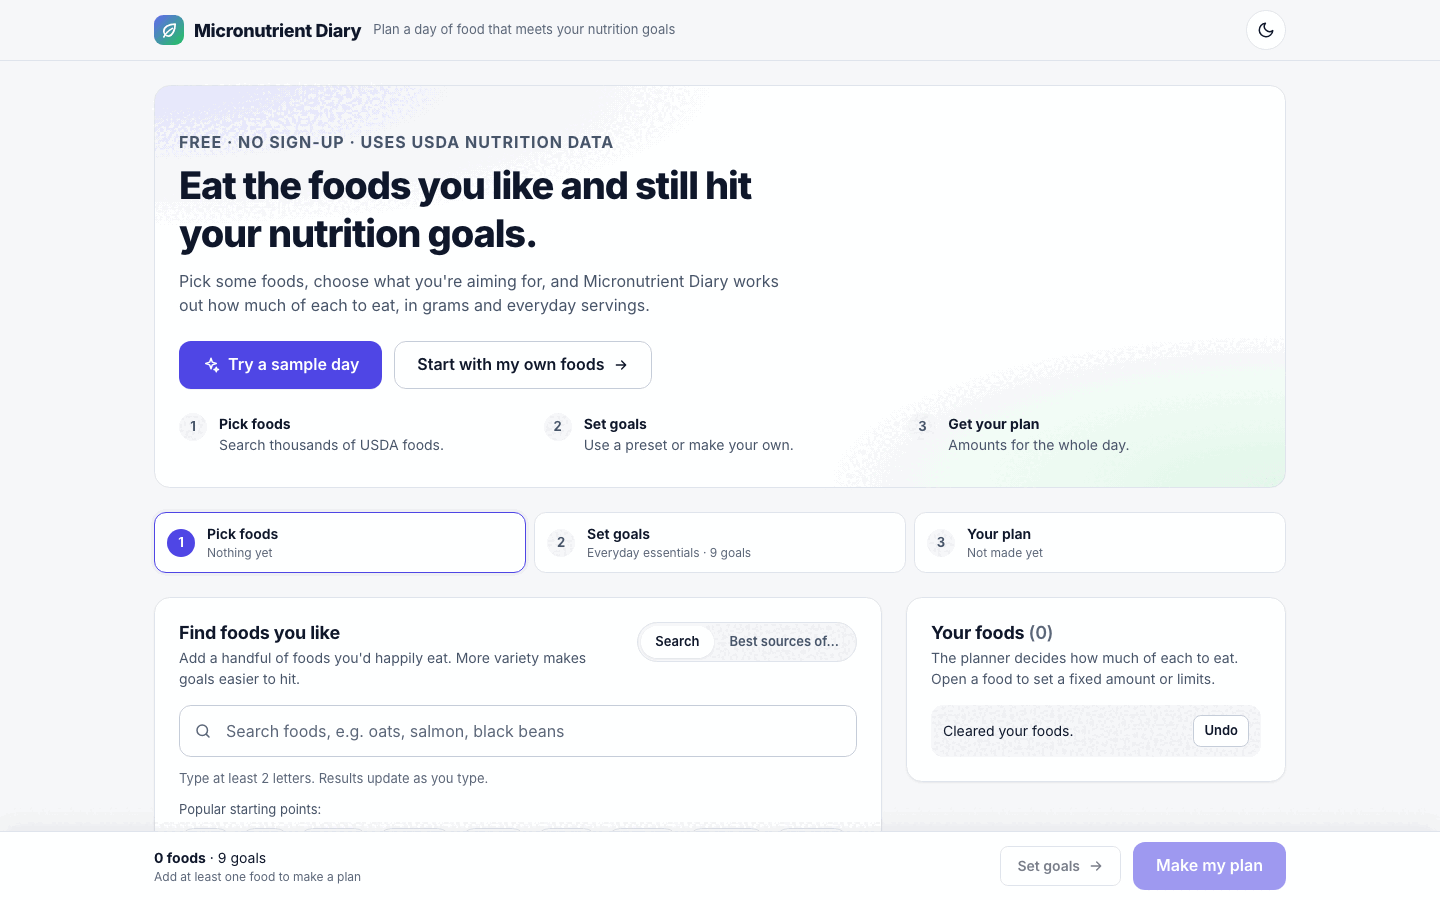 Micronutrient Diary
Plan a day of food that meets your nutrition goals
FREE · NO SIGN-UP · USES USDA NUTRITION DATA
Eat the foods you like and still hit
your nutrition goals.
Pick some foods, choose what you're aiming for, and Micronutrient Diary works
out how much of each to eat, in grams and everyday servings.
Try a sample day
Start with my own foods →
1
Pick foods
Search thousands of USDA foods.
2
Set goals
Use a preset or make your own.
3
Get your plan
Amounts for the whole day.
1
Pick foods
Nothing yet
2
Set goals
Everyday essentials · 9 goals
3
Your plan
Not made yet
Find foods you like
Add a handful of foods you'd happily eat. More variety makes
goals easier to hit.
Search
Best sources of...
Search foods, e.g. oats, salmon, black beans
Type at least 2 letters. Results update as you type.
Popular starting points:
Your foods (0)
The planner decides how much of each to eat.
Open a food to set a fixed amount or limits.
Cleared your foods.
Undo
0 foods · 9 goals
Add at least one food to make a plan
Set goals →
Make my plan